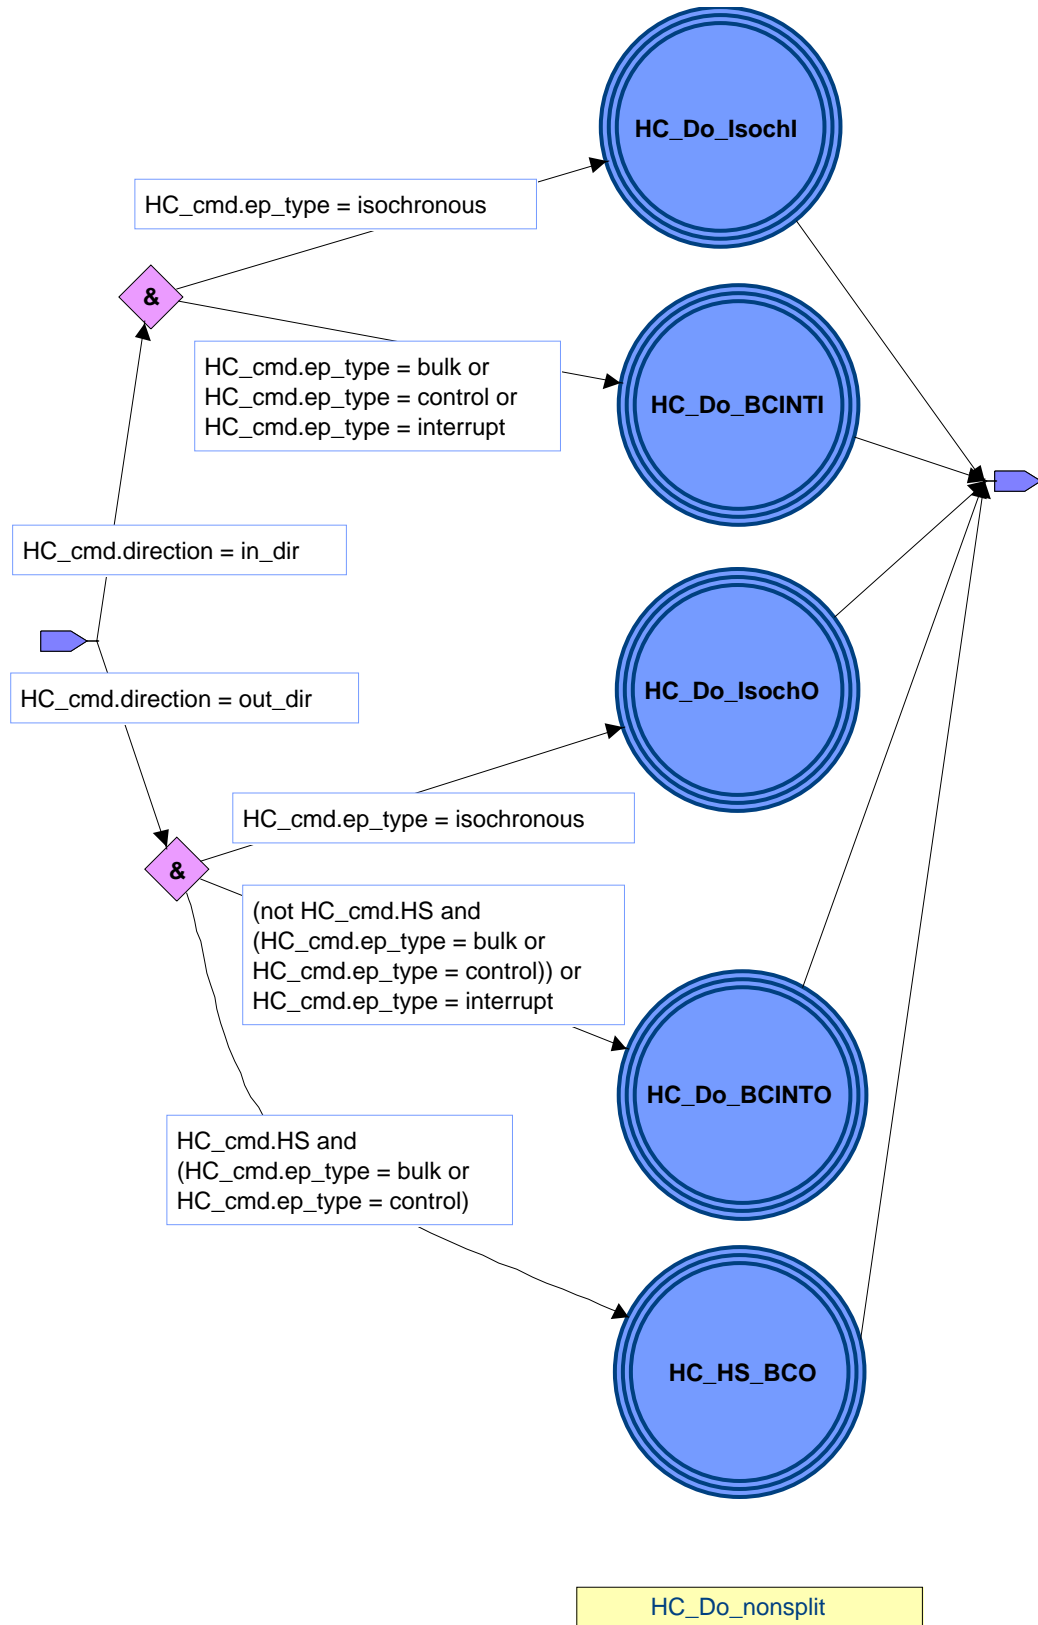 HC_Do_IsochI
HC_cmd.ep_type = isochronous
&
HC_cmd.ep_type = bulk or
HC_cmd.ep_type = control or
HC_cmd.ep_type = interrupt
HC_Do_BCINTI
HC_cmd.direction = in_dir
HC_cmd.direction = out_dir
HC_Do_IsochO
HC_cmd.ep_type = isochronous
&
(not HC_cmd.HS and
(HC_cmd.ep_type = bulk or
HC_cmd.ep_type = control)) or
HC_cmd.ep_type = interrupt
HC_Do_BCINTO
HC_cmd.HS and
(HC_cmd.ep_type = bulk or
HC_cmd.ep_type = control)
HC_HS_BCO
HC_Do_nonsplit